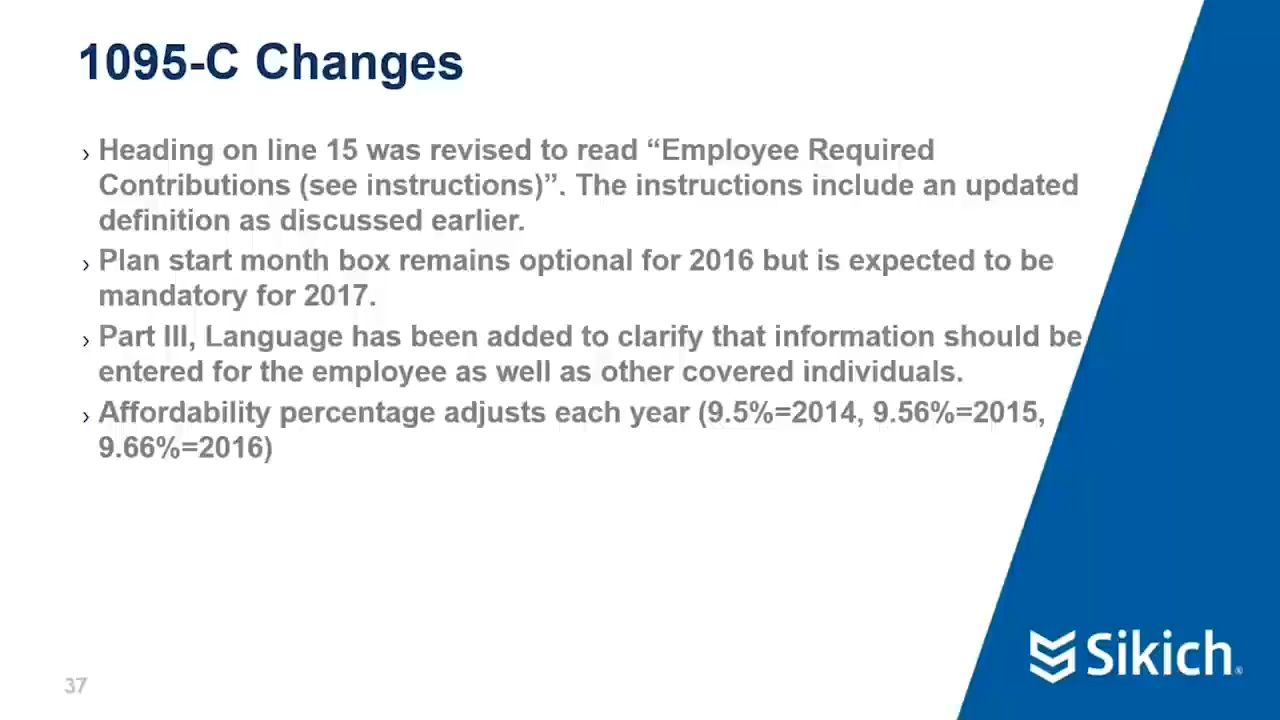 1095-C Changes
› Heading on line 15 was revised to read “Employee Required
Contributions (see instructions)”. The instructions include an updated
definition as discussed earlier.
› Plan start month box remains optional for 2016 but is expected to be
mandatory for 2017.
› Part III, Language has been added to clarify that information should be
entered for the employee as well as other covered individuals.
› Affordability percentage adjusts each year (9.5%=2014, 9.56%=2015,
9.66%=2016)
Sikich®
37